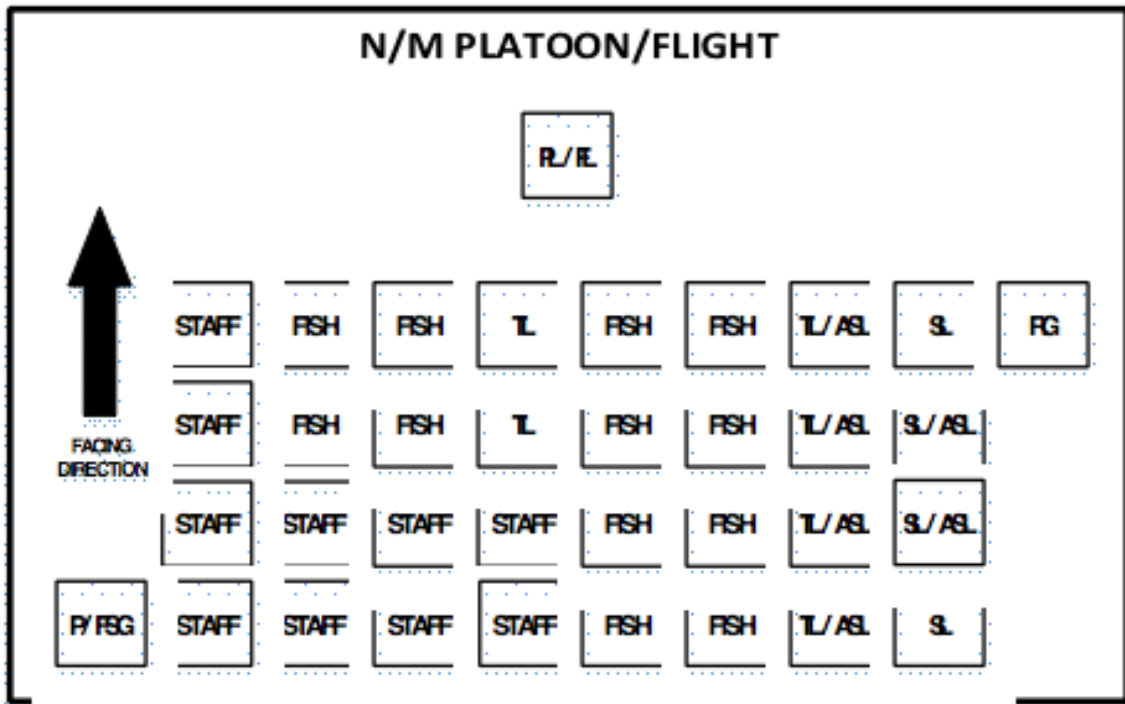 N/M PLATOON/FLIGHT
PL/FL
STAFF FISH FISH TL FISH FISH TL/ASL SL FG
STAFF FISH FISH TL FISH FISH TL/ASL SL/ASL
FACING
DIRECTION
STAFF STAFF STAFF STAFF FISH FISH TL/ASL SL/ASL
P/FSG STAFF STAFF STAFF STAFF FISH FISH TL/ASL SL